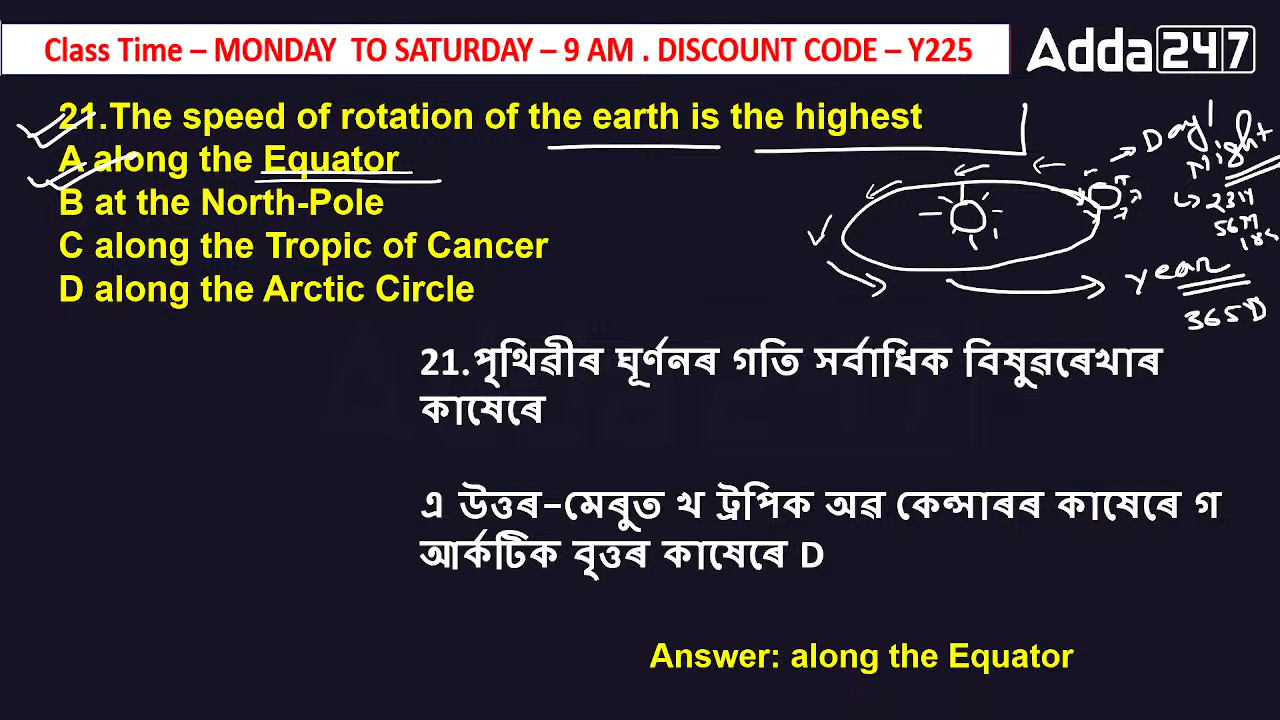 Class Time – MONDAY TO SATURDAY – 9 AM . DISCOUNT CODE – Y225
Adda247
21.The speed of rotation of the earth is the highest
A along the Equator
B at the North-Pole
C along the Tropic of Cancer
D along the Arctic Circle
Day/
Night
23H
56M
Year
365D
21.পৃথিৱীৰ ঘূৰ্ণনৰ গতি সৰ্বাধিক বিষুৱৰেখাৰ
কাষেৰে
এ উত্তৰ-মেৰুত খ ট্ৰপিক অৱ কেন্সাৰৰ কাষেৰে গ
আৰ্কটিক বৃত্তৰ কাষেৰে D
Answer: along the Equator